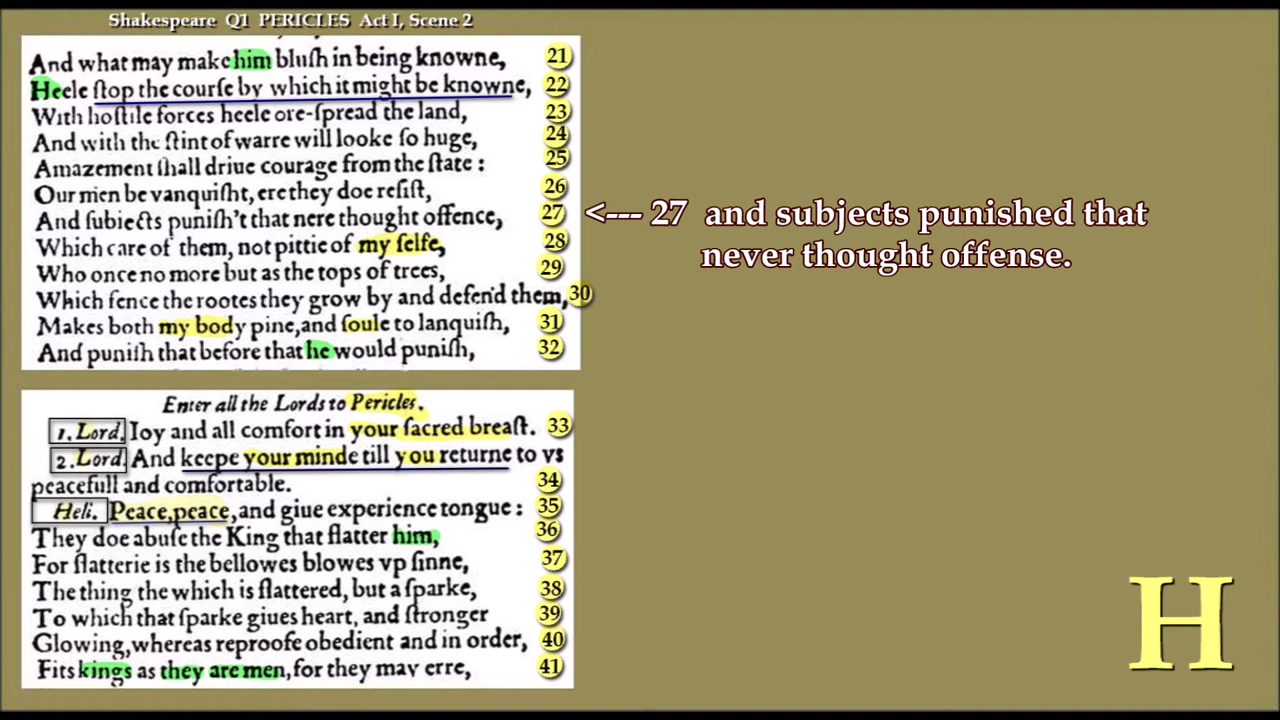 Shakespeare Q1 PERICLES Act I, Scene 2
And what may make him bluſh in being knowne, 21
Heele ſtop the courſe by which it might be knowne, 22
With hoſtile forces heele ore-ſpread the land, 23
And with the ſtint of warre will looke ſo huge, 24
Amazement ſhall driue courage from the ſtate : 25
Our men be vanquiſht, ere they doe reſiſt, 26
And ſubiects puniſh't that nere thought offence, 27
<--- 27 and subjects punished that
never thought offense.
Which care of them, not pittie of my ſelfe, 28
Who once no more but as the tops of trees, 29
Which fence the rootes they grow by and defend them, 30
Makes both my body pine, and ſoule to languiſh, 31
And puniſh that before that he would puniſh, 32
Enter all the Lords to Pericles.
1. Lord. Ioy and all comfort in your ſacred breaſt. 33
2. Lord. And keepe your minde till you returne to vs
peacefull and comfortable. 34
Heli. Peace, peace, and giue experience tongue : 35
They doe abuſe the King that flatter him, 36
For flatterie is the bellowes blowes vp ſinne, 37
The thing the which is flattered, but a ſparke, 38
To which that ſparke giues heart, and ſtronger 39
Glowing, whereas reproofe obedient and in order, 40
Fits kings as they are men, for they may erre, 41
H